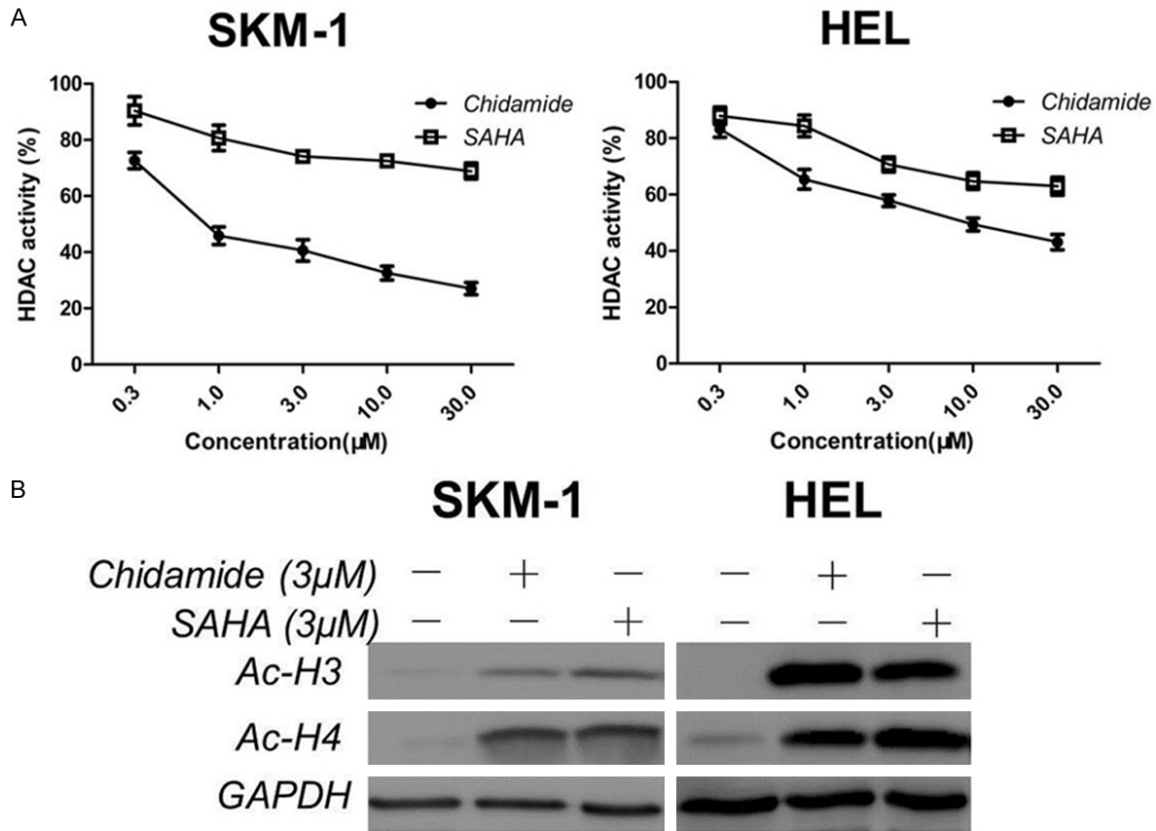 A
SKM-1
HDAC activity (%)
100
80
60
40
20
0
Chidamide
SAHA
0.3 1.0 3.0 10.0 30.0
Concentration(µM)
HEL
HDAC activity (%)
100
80
60
40
20
0
Chidamide
SAHA
0.3 1.0 3.0 10.0 30.0
Concentration(µM)
B
SKM-1 HEL
Chidamide (3µM) — + — — + —
SAHA (3µM) — — + — — +
Ac-H3
Ac-H4
GAPDH